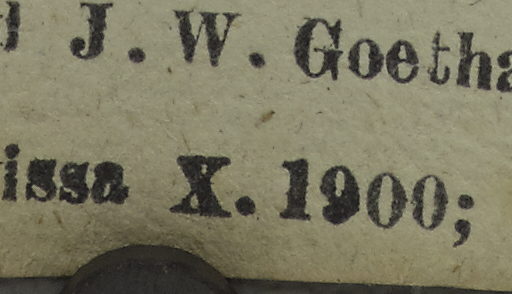 J. W. Goetha
issa X. 1900;